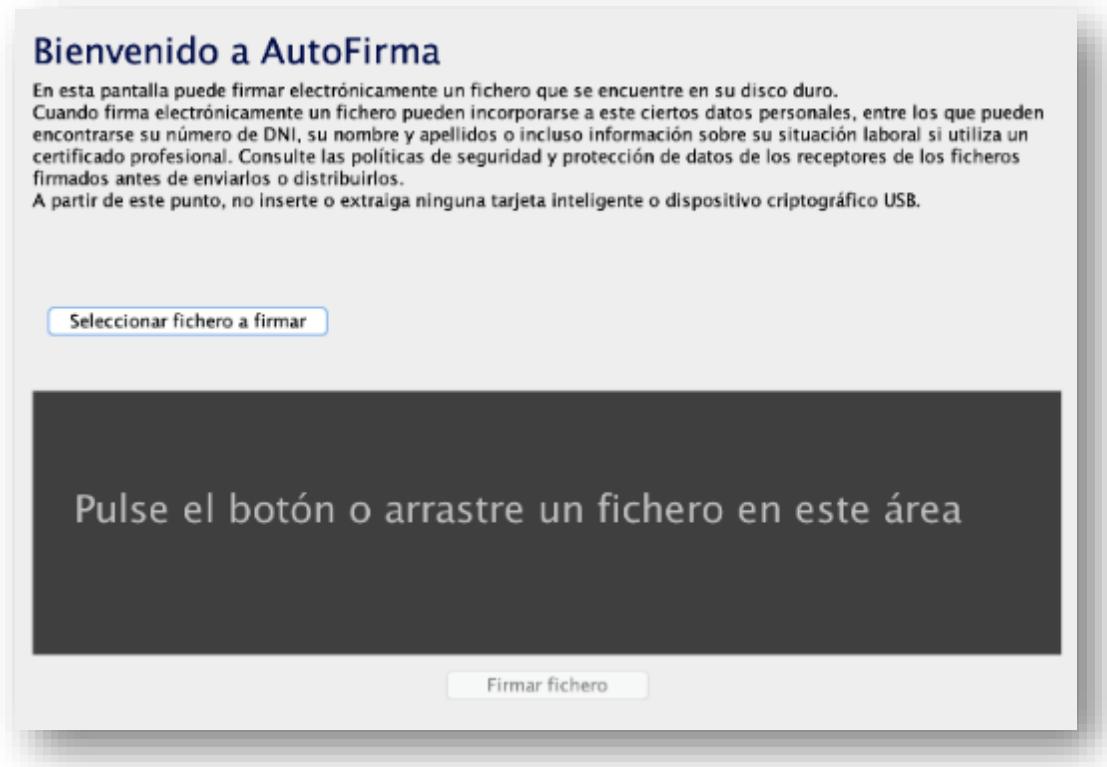 Bienvenido a AutoFirma
En esta pantalla puede firmar electrónicamente un fichero que se encuentre en su disco duro.
Cuando firma electrónicamente un fichero pueden incorporarse a este ciertos datos personales, entre los que pueden
encontrarse su número de DNI, su nombre y apellidos o incluso información sobre su situación laboral si utiliza un
certificado profesional. Consulte las políticas de seguridad y protección de datos de los receptores de los ficheros
firmados antes de enviarlos o distribuirlos.
A partir de este punto, no inserte o extraiga ninguna tarjeta inteligente o dispositivo criptográfico USB.
Seleccionar fichero a firmar
Pulse el botón o arrastre un fichero en este área
Firmar fichero